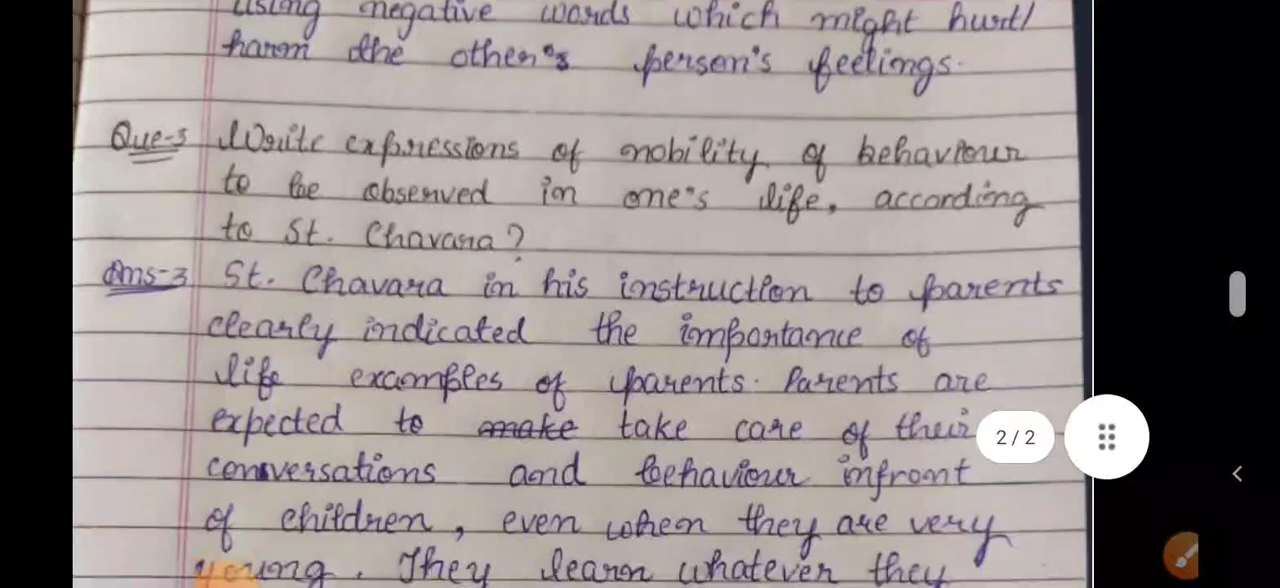 using negative words which might hurt/
harm the other's person's feelings.
Que-3 Write expressions of nobility of behaviour
to be observed in one's life, according
to St. Chavara?
Ans-3 St. Chavara in his instruction to parents
clearly indicated the importance of
life examples of parents. Parents are
expected to make take care of their
conversations and behaviour infront
of children, even when they are very
young. They learn whatever they
2/2